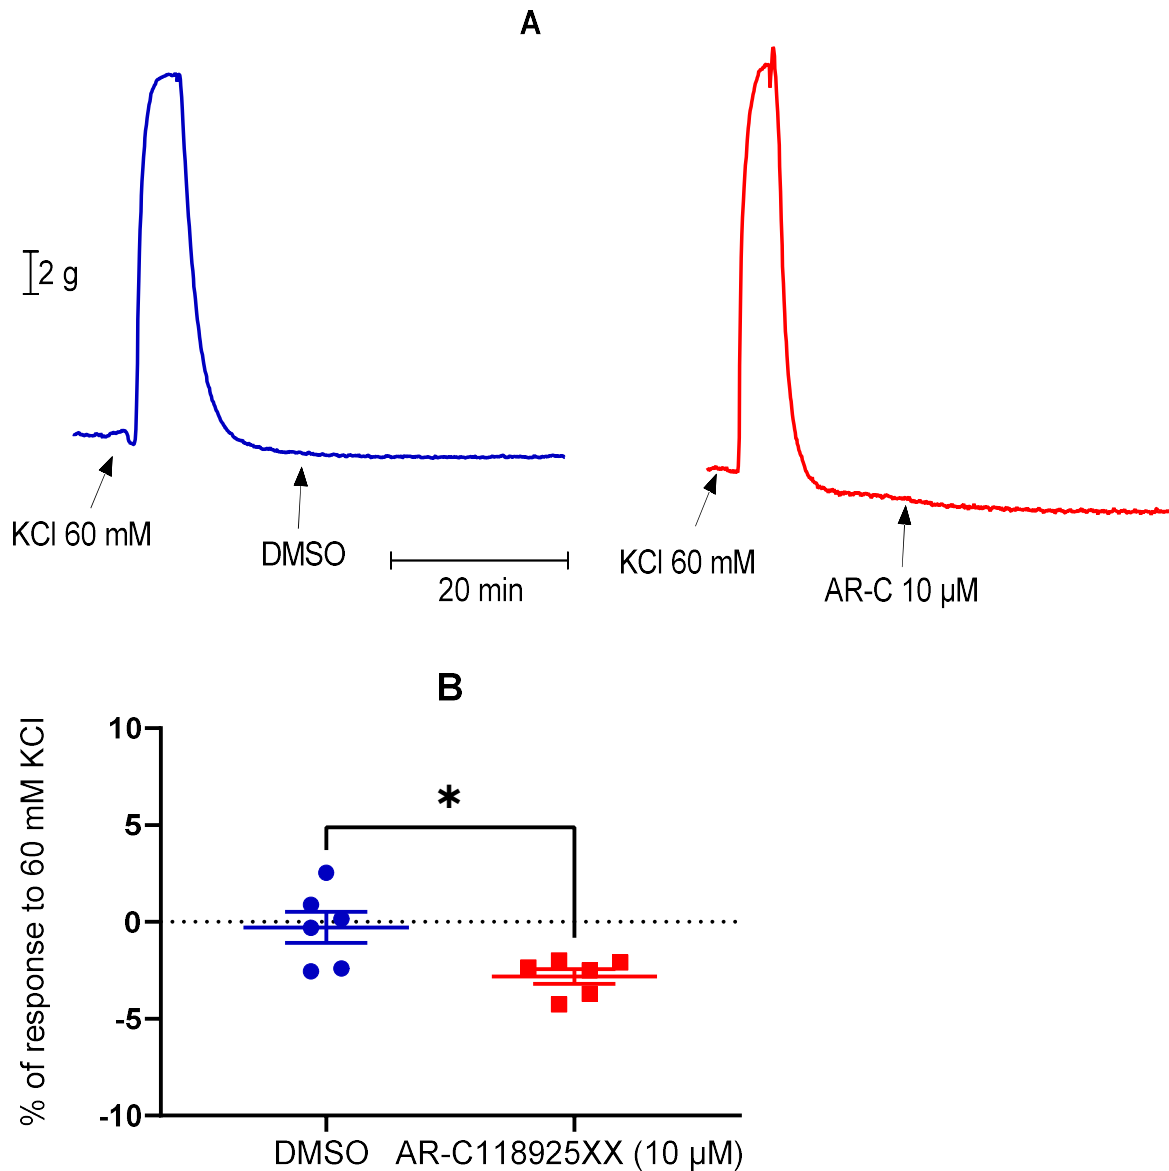 A
2 g
KCl 60 mM
DMSO
20 min
KCl 60 mM
AR-C 10 µM
B
% of response to 60 mM KCl
10
5
0
-5
-10
*
DMSO
AR-C118925XX (10 µM)